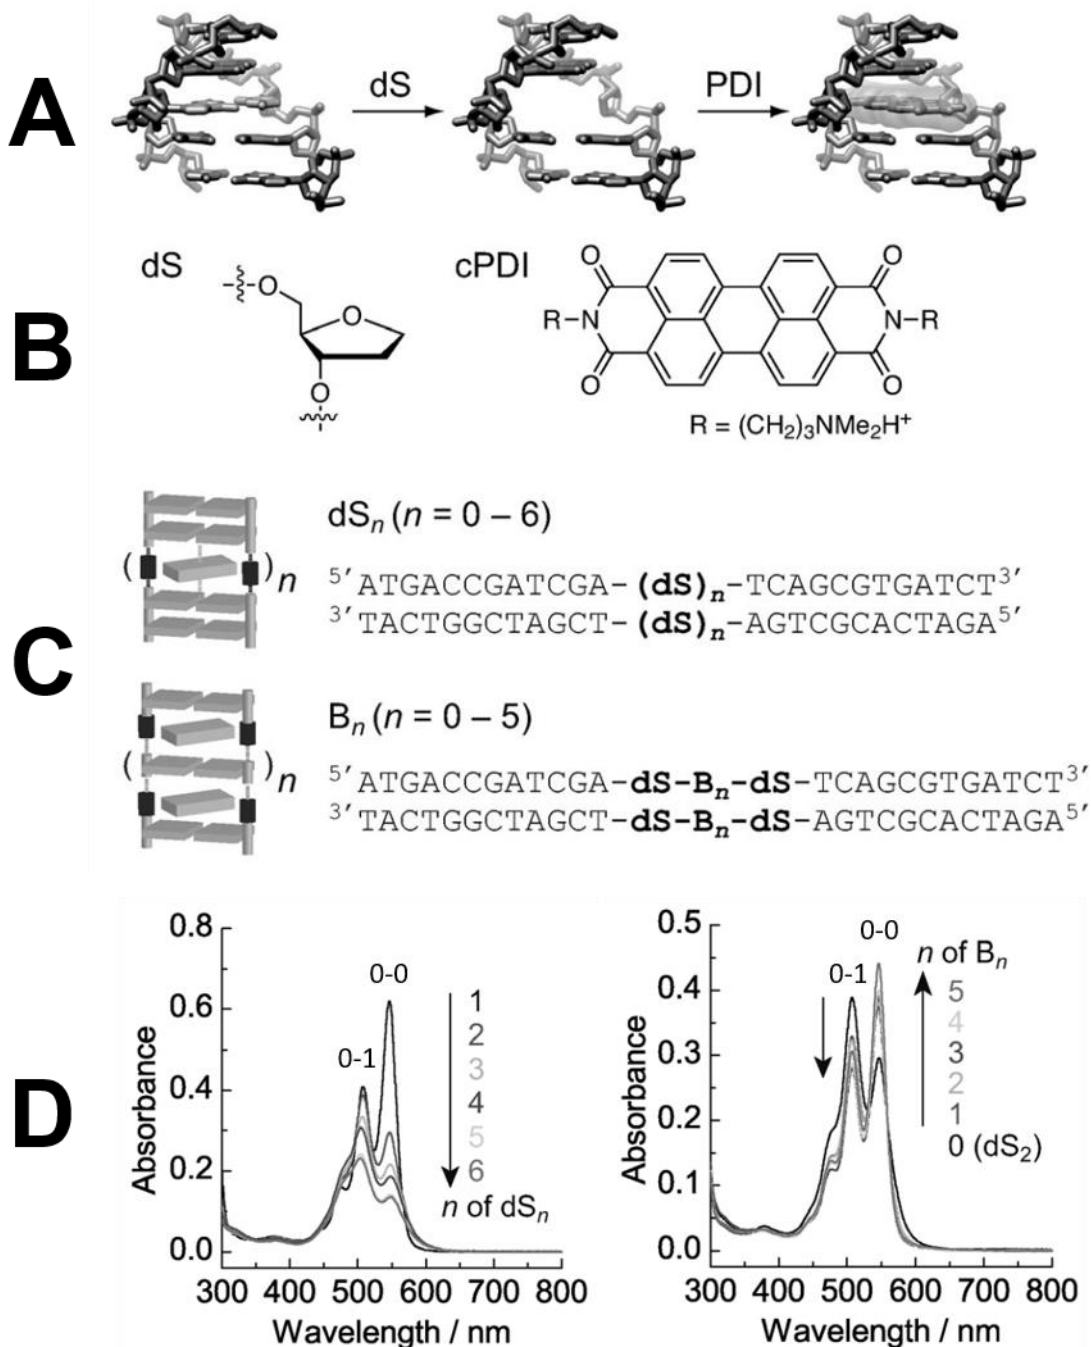 A
dS
PDI
B
dS
O
O
O
cPDI
O
O
R–N
N–R
O
O
R = (CH₂)₃NMe₂H⁺
C
dSₙ (n = 0 – 6)
( ) n
5′ATGACCGATCGA–(dS)ₙ–TCAGCGTGATCT3′
3′TACTGGCTAGCT–(dS)ₙ–AGTCGCACTAGA5′
Bₙ (n = 0 – 5)
( ) n
5′ATGACCGATCGA–dS–Bₙ–dS–TCAGCGTGATCT3′
3′TACTGGCTAGCT–dS–Bₙ–dS–AGTCGCACTAGA5′
D
Absorbance
0.8
0.6
0.4
0.2
0.0
0-0
0-1
1
2
3
4
5
6
n of dSₙ
300 400 500 600 700 800
Wavelength / nm
Absorbance
0.5
0.4
0.3
0.2
0.1
0.0
0-0
0-1
n of Bₙ
5
4
3
2
1
0 (dS₂)
300 400 500 600 700 800
Wavelength / nm